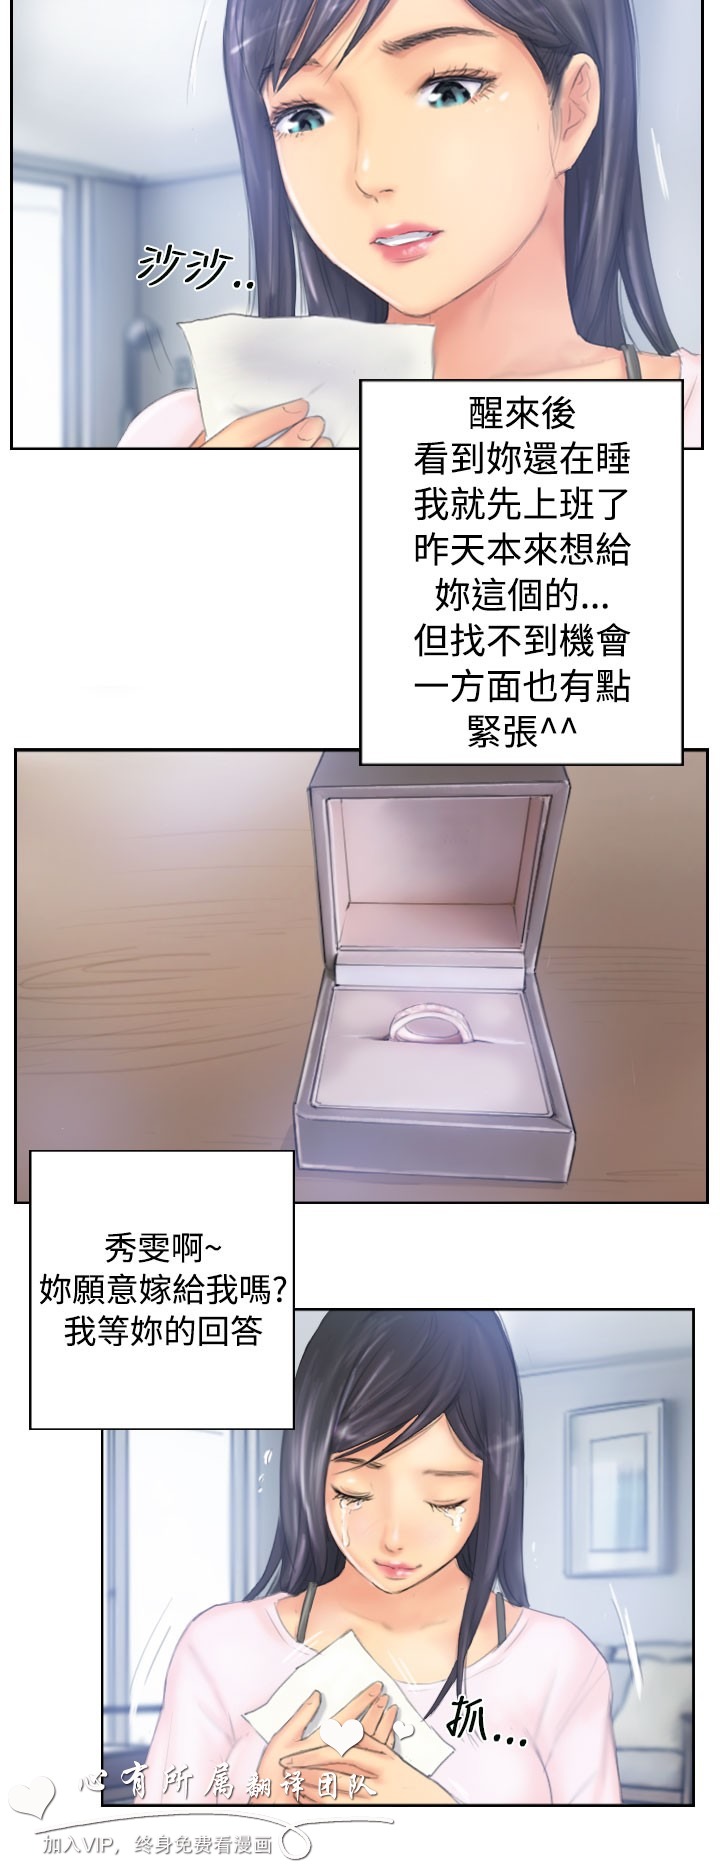 沙沙..
醒來後
看到妳還在睡
我就先上班了
昨天本來想給
妳這個的...
但找不到機會
一方面也有點
緊張^^
秀雯啊~
妳願意嫁給我嗎?
我等妳的回答
抓...
心有所属翻译团队
加入VIP，终身免费看漫画